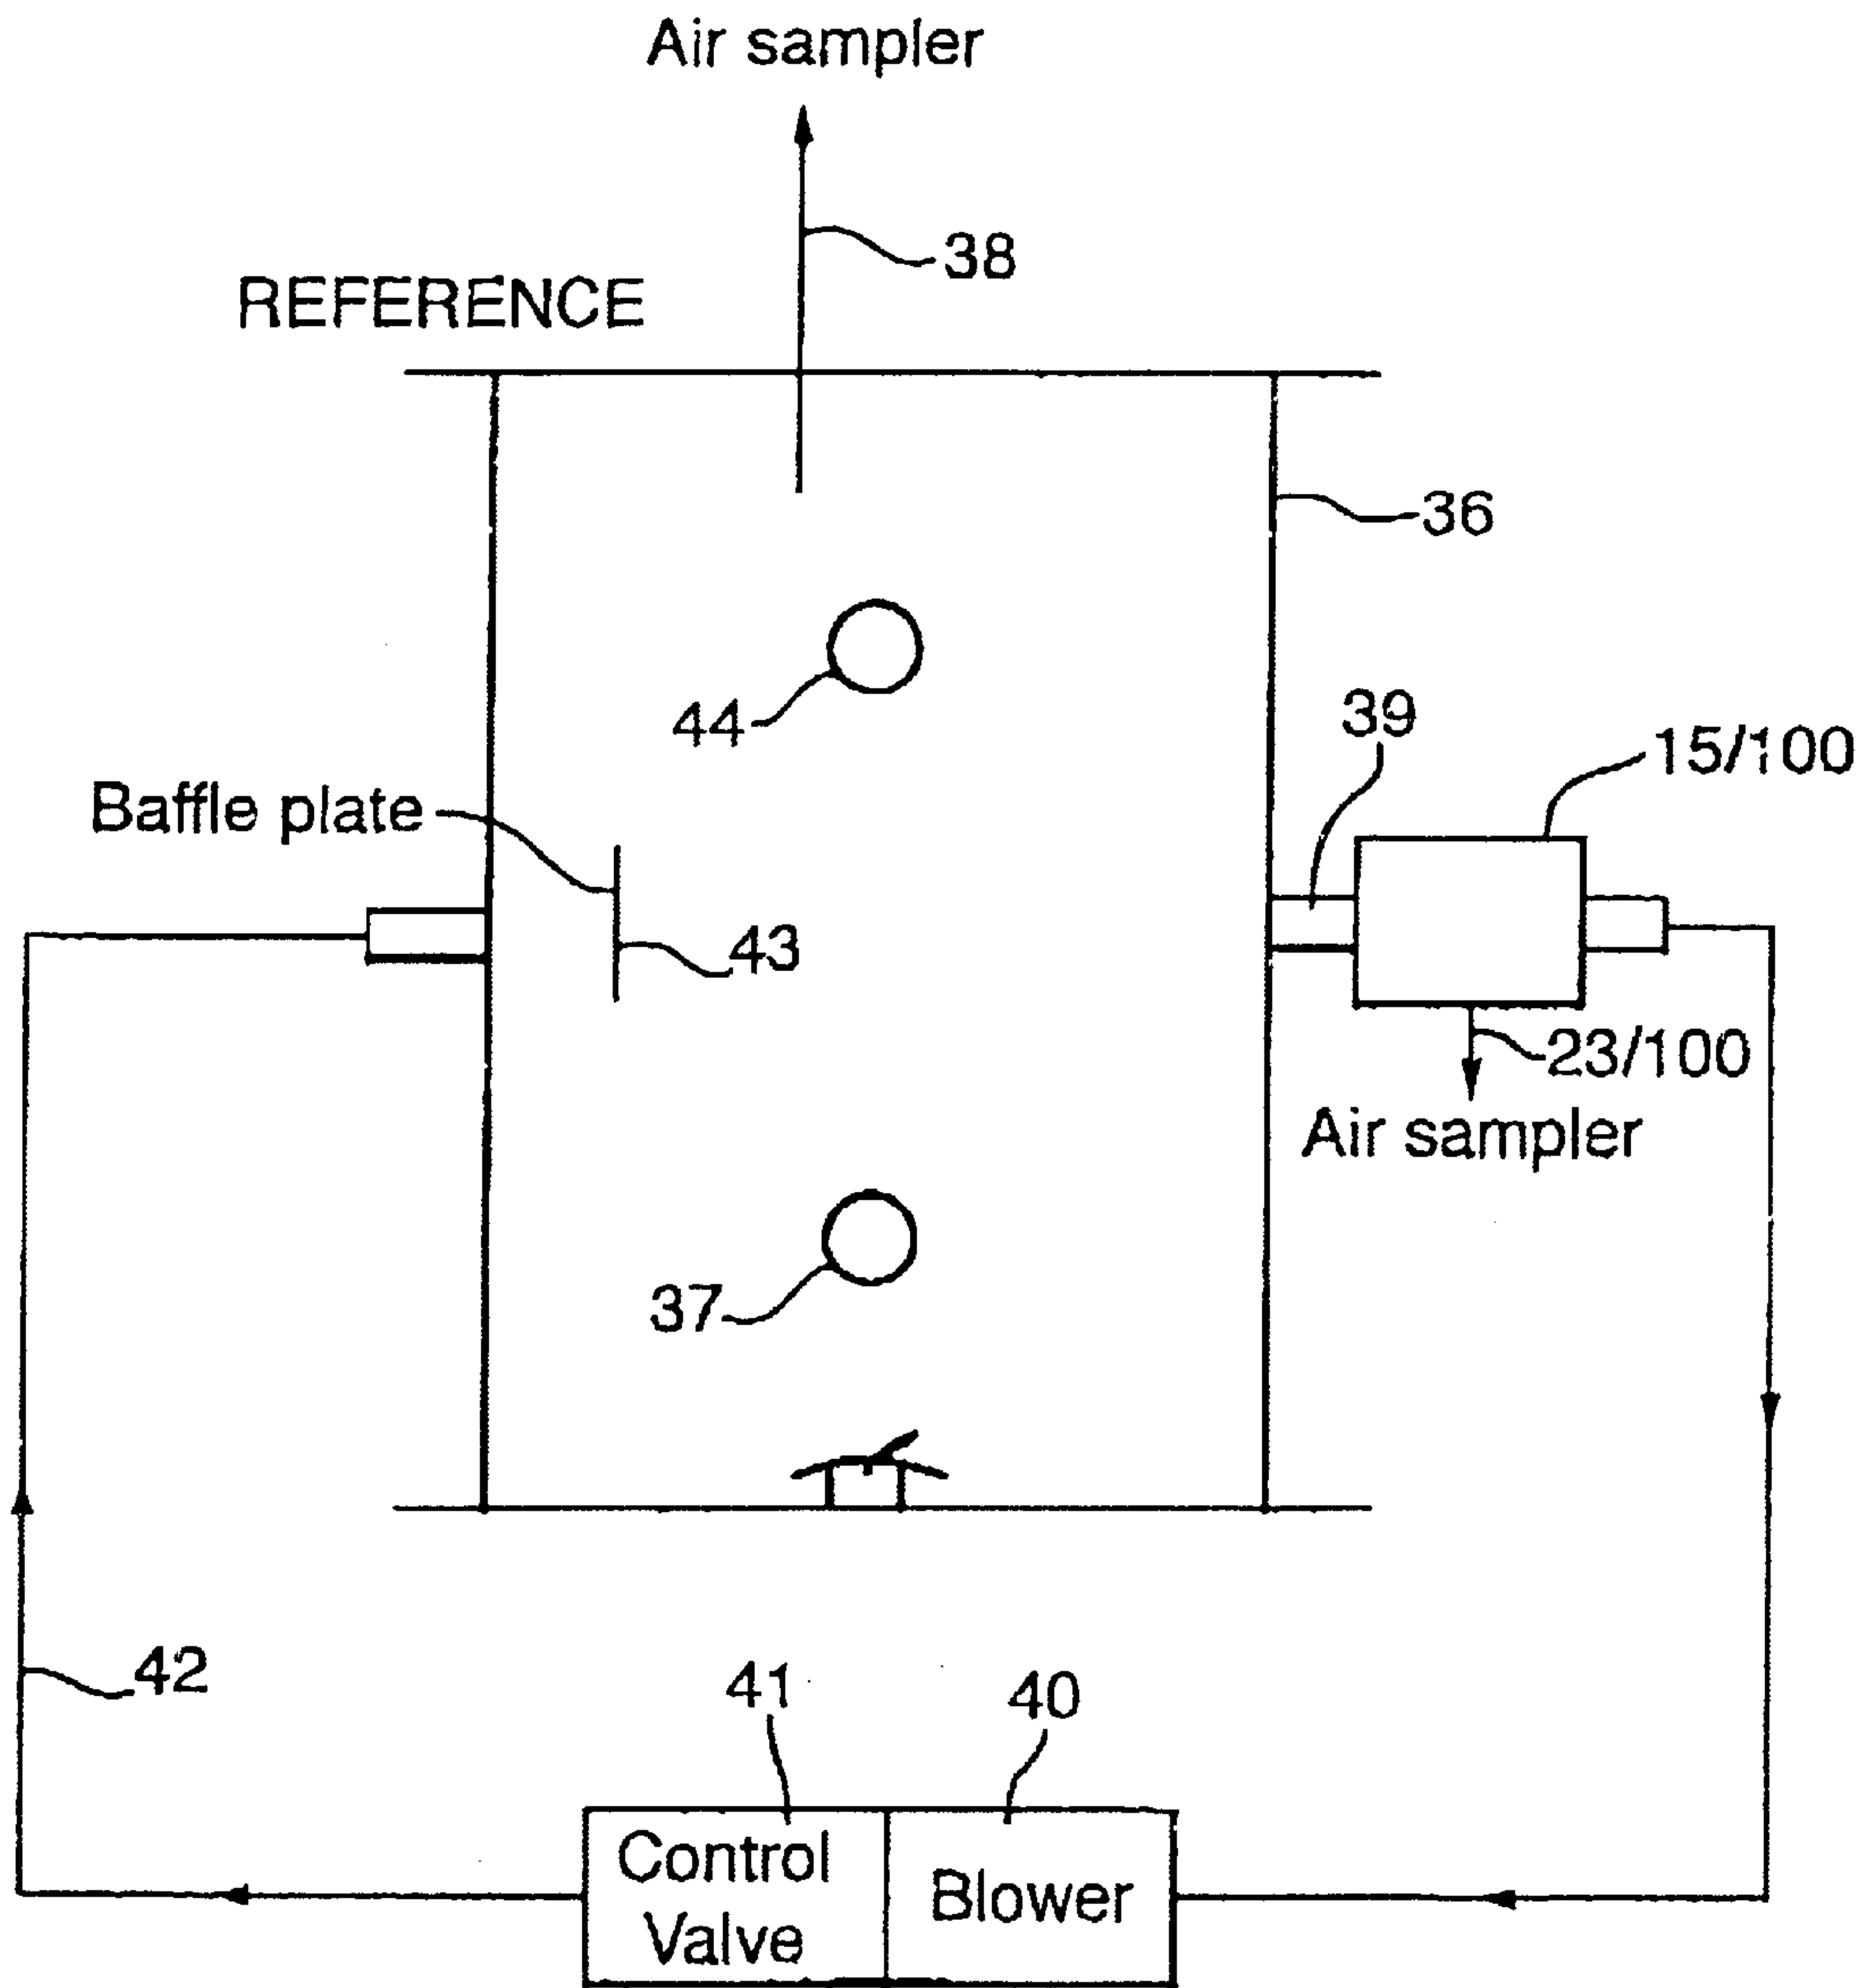 Air sampler
38
REFERENCE
36
44
39
15/100
Baffle plate
43
23/100
Air sampler
37
42
41
40
Control
Valve
Blower